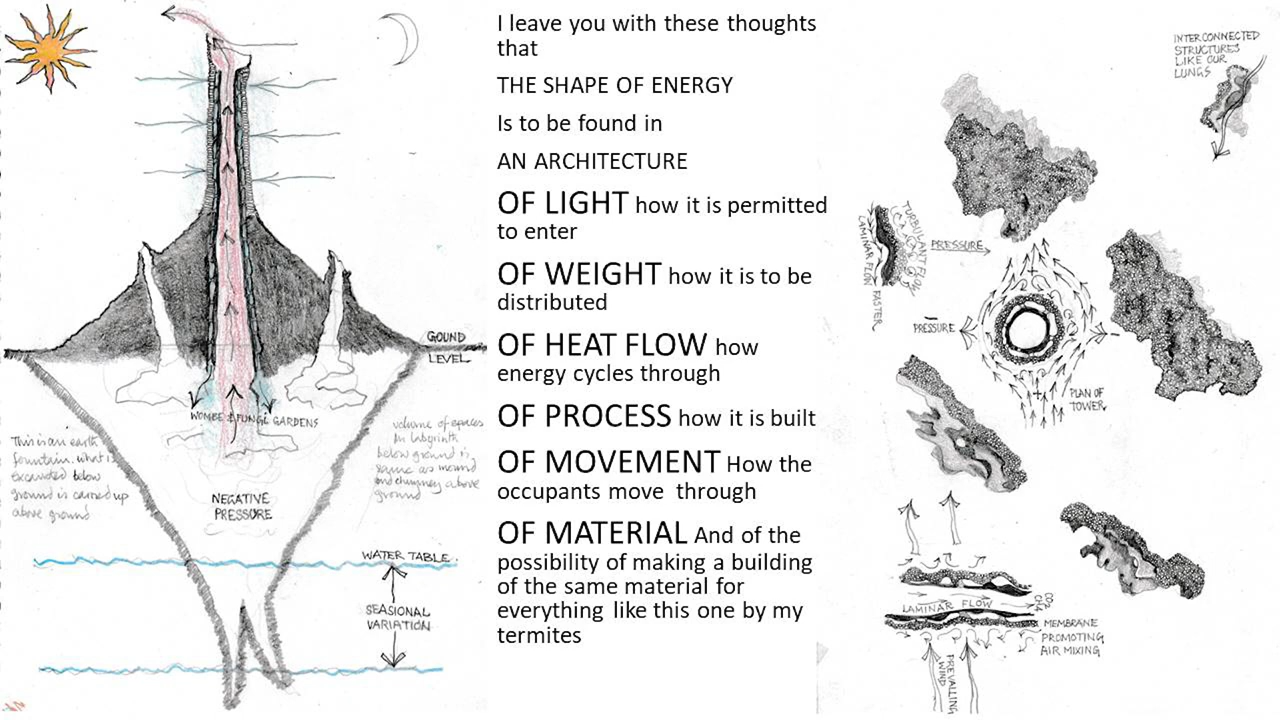 I leave you with these thoughts
that
THE SHAPE OF ENERGY
Is to be found in
AN ARCHITECTURE
OF LIGHT how it is permitted
to enter
OF WEIGHT how it is to be
distributed
OF HEAT FLOW how
energy cycles through
OF PROCESS how it is built
OF MOVEMENT How the
occupants move through
OF MATERIAL And of the
possibility of making a building
of the same material for
everything like this one by my
termites
GOUND
LEVEL
WOMBE & FUNGI GARDENS
This is an earth
fountain. what is
excavated below
ground is carried up
above ground
volume of spaces
in labyrinth
below ground is
same as mound
and chimney above
ground
NEGATIVE
PRESSURE
WATER TABLE
SEASONAL
VARIATION
INTERCONNECTED
STRUCTURES
LIKE OUR
LUNGS
TURBULANT FLOW
LAMINAR FLOW FASTER
PRESSURE
PRESSURE
PLAN OF
TOWER
LAMINAR FLOW
MEMBRANE
PROMOTING
AIR MIXING
PREVAILING
WIND